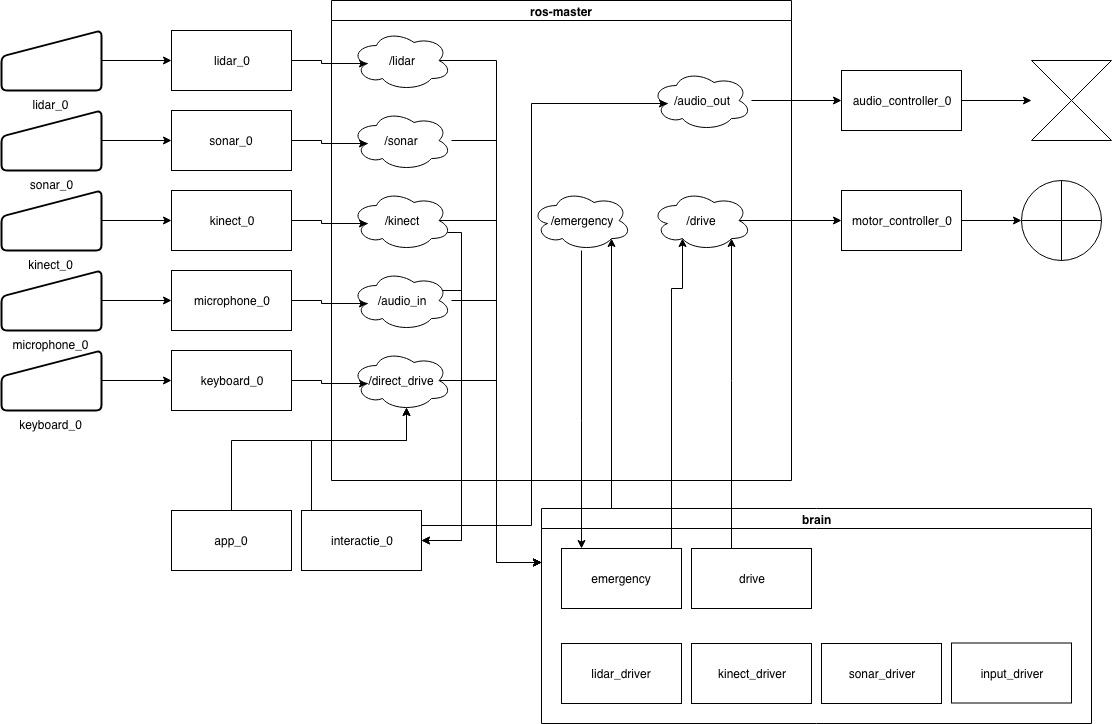 ros-master
lidar_0
/lidar
lidar_0
/audio_out
audio_controller_0
sonar_0
/sonar
sonar_0
kinect_0
/kinect
/emergency
/drive
motor_controller_0
kinect_0
microphone_0
/audio_in
microphone_0
keyboard_0
/direct_drive
keyboard_0
brain
app_0
interactie_0
emergency
drive
lidar_driver
kinect_driver
sonar_driver
input_driver